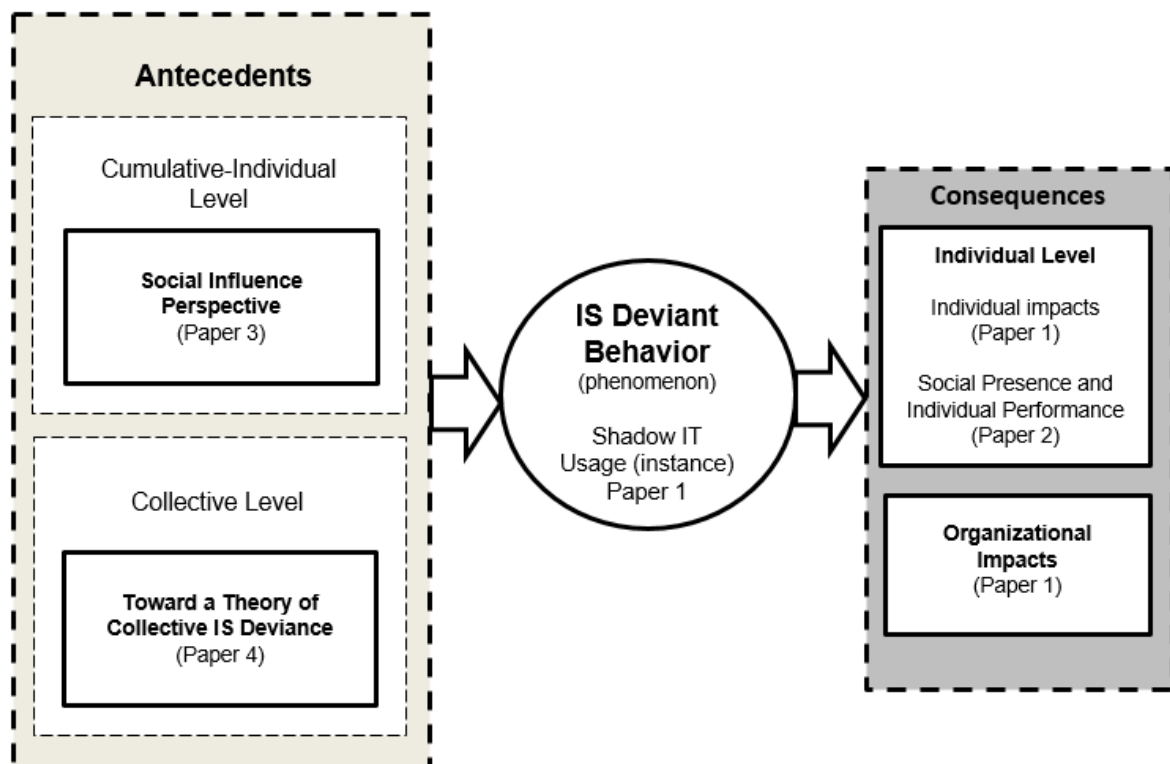 Antecedents
Cumulative-Individual
Level
Social Influence
Perspective
(Paper 3)
Collective Level
Toward a Theory of
Collective IS Deviance
(Paper 4)
IS Deviant
Behavior
(phenomenon)
Shadow IT
Usage (instance)
Paper 1
Consequences
Individual Level
Individual impacts
(Paper 1)
Social Presence and
Individual Performance
(Paper 2)
Organizational
Impacts
(Paper 1)